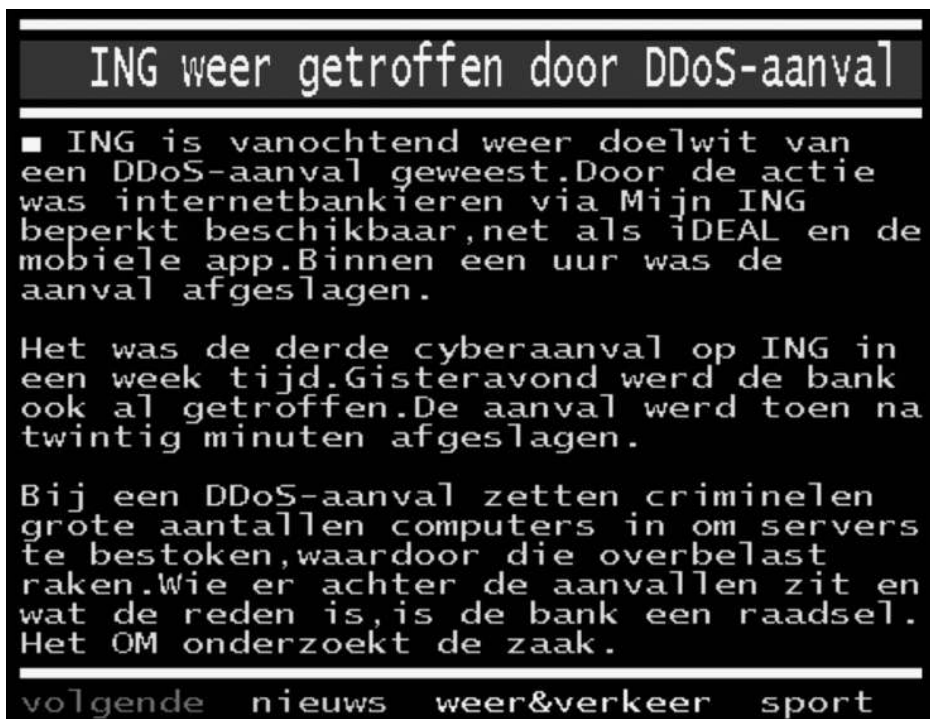 ING weer getroffen door DDoS-aanval
ING is vanochtend weer doelwit van
een DDoS-aanval geweest.Door de actie
was internetbankieren via Mijn ING
beperkt beschikbaar,net als iDEAL en de
mobiele app.Binnen een uur was de
aanval afgeslagen.
Het was de derde cyberaanval op ING in
een week tijd.Gisteravond werd de bank
ook al getroffen.De aanval werd toen na
twintig minuten afgeslagen.
Bij een DDoS-aanval zetten criminelen
grote aantallen computers in om servers
te bestoken,waardoor die overbelast
raken.Wie er achter de aanvallen zit en
wat de reden is,is de bank een raadsel.
Het OM onderzoekt de zaak.
volgende nieuws weer&verkeer sport